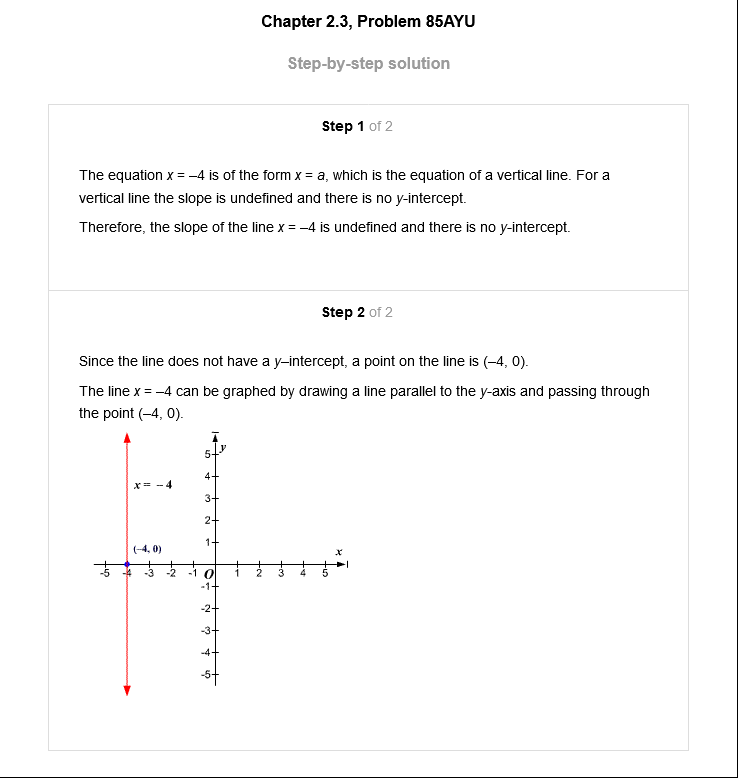 Chapter 2.3, Problem 85AYU
Step-by-step solution
Step 1 of 2
The equation x = –4 is of the form x = a, which is the equation of a vertical line. For a
vertical line the slope is undefined and there is no y-intercept.
Therefore, the slope of the line x = –4 is undefined and there is no y-intercept.
Step 2 of 2
Since the line does not have a y–intercept, a point on the line is (–4, 0).
The line x = –4 can be graphed by drawing a line parallel to the y-axis and passing through
the point (–4, 0).
y
5
4
x = – 4
3
2
1
(–4, 0)
x
-5 -4 -3 -2 -1 O 1 2 3 4 5
-1
-2
-3
-4
-5